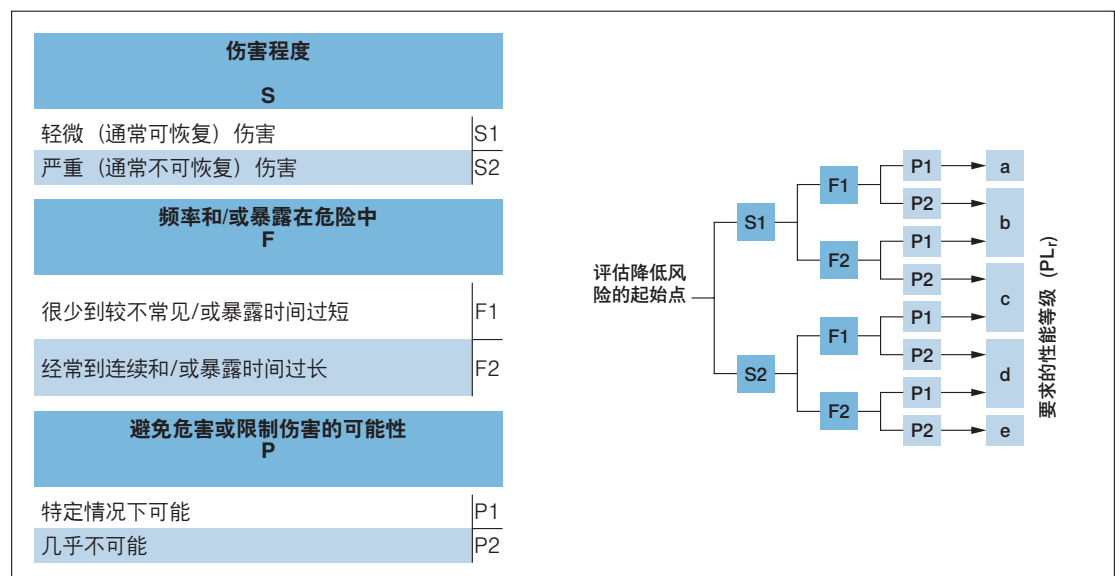 伤害程度
S
轻微（通常可恢复）伤害 S1
严重（通常不可恢复）伤害 S2
频率和/或暴露在危险中
F
很少到较不常见/或暴露时间过短 F1
经常到连续和/或暴露时间过长 F2
避免危害或限制伤害的可能性
P
特定情况下可能 P1
几乎不可能 P2
评估降低风
险的起始点
S1
F1
P1
a
P2
b
F2
P1
P2
c
S2
F1
P1
P2
d
F2
P1
P2
e
要求的性能等级 (PLr)